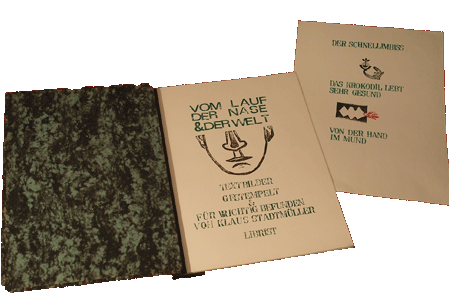 VOM LAUF
DER NASE
& DER WELT
TEXTBILDER
GESTEMPELT
&
FÜR WICHTIG BEFUNDEN
VON KLAUS STADTMÜLLER
LIBRIST
DER SCHNELLIMBISS
DAS KROKODIL LEBT
SEHR GESUND
VON DER HAND
IM MUND